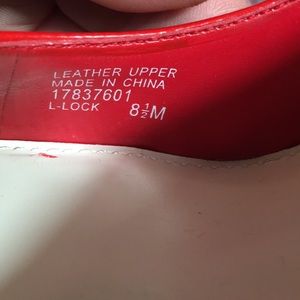 LEATHER UPPER
MADE IN CHINA
17837601
L-LOCK 8½M